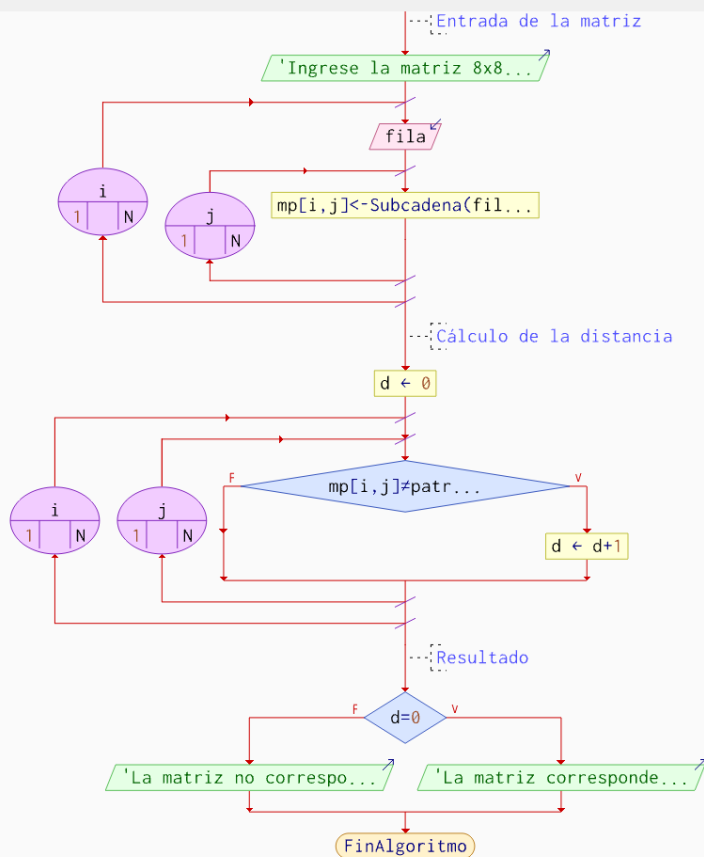 Entrada de la matriz
'Ingrese la matriz 8x8...
fila
i
1 N
j
1 N
mp[i,j]<-Subcadena(fil...
Cálculo de la distancia
d ← 0
F
V
mp[i,j]≠patr...
i
1 N
j
1 N
d ← d+1
Resultado
F
V
d=0
'La matriz no correspo...
'La matriz corresponde...
FinAlgoritmo